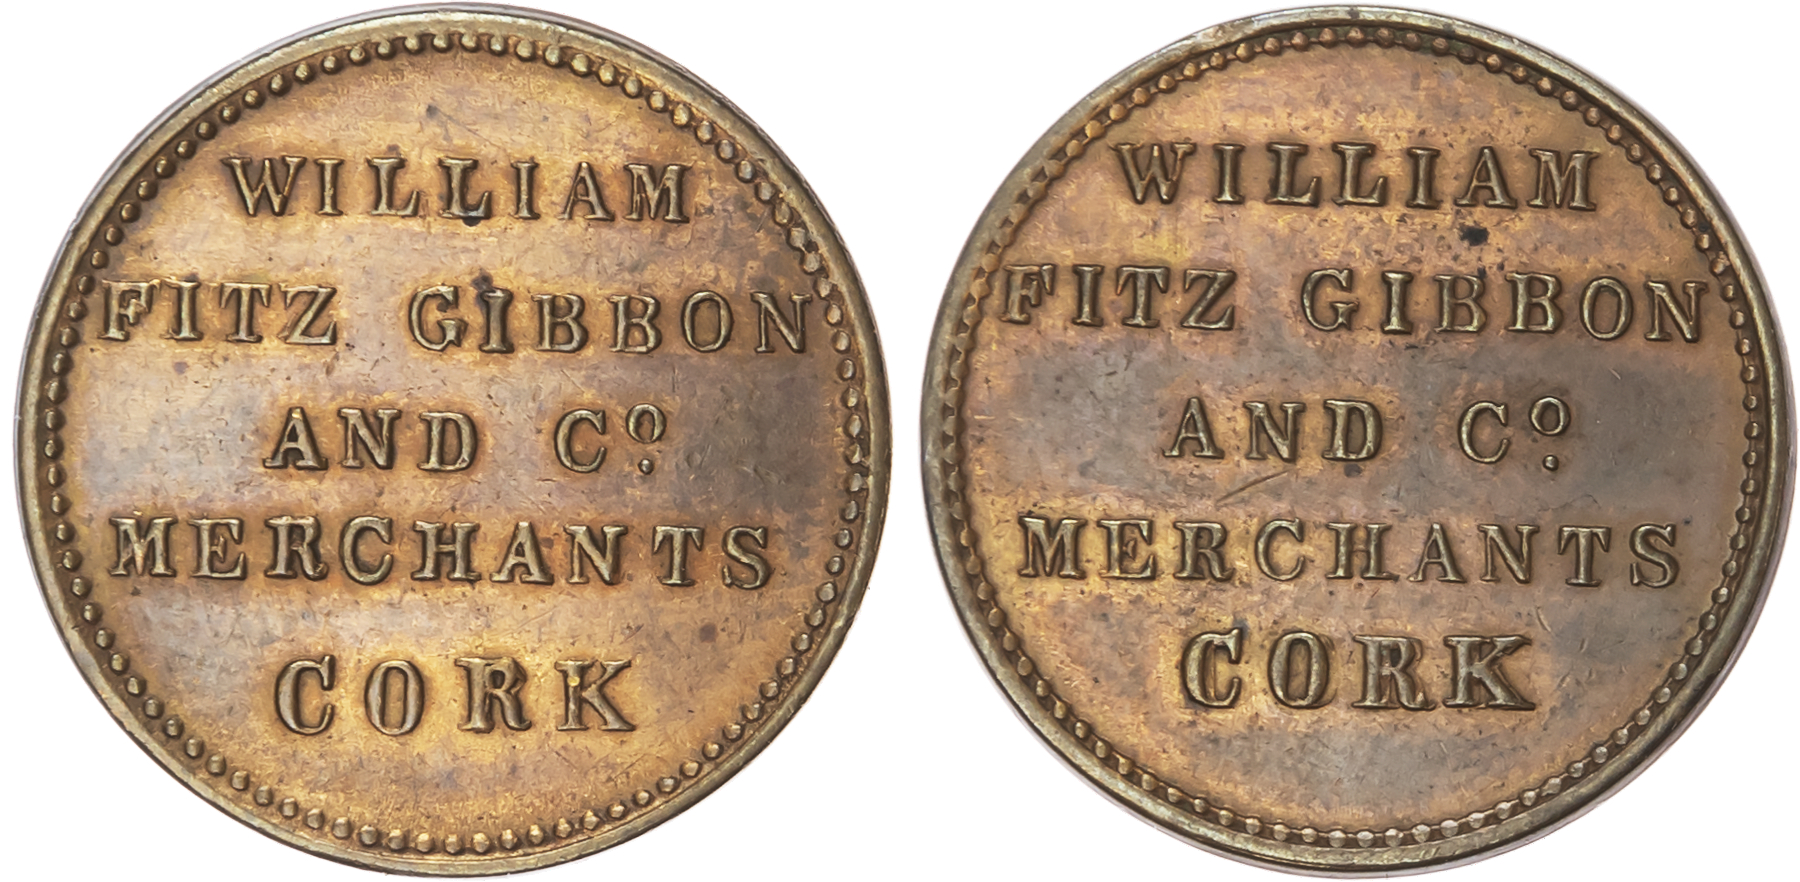 WILLIAM
FITZ GIBBON
AND Cº
MERCHANTS
CORK
WILLIAM
FITZ GIBBON
AND Cº
MERCHANTS
CORK